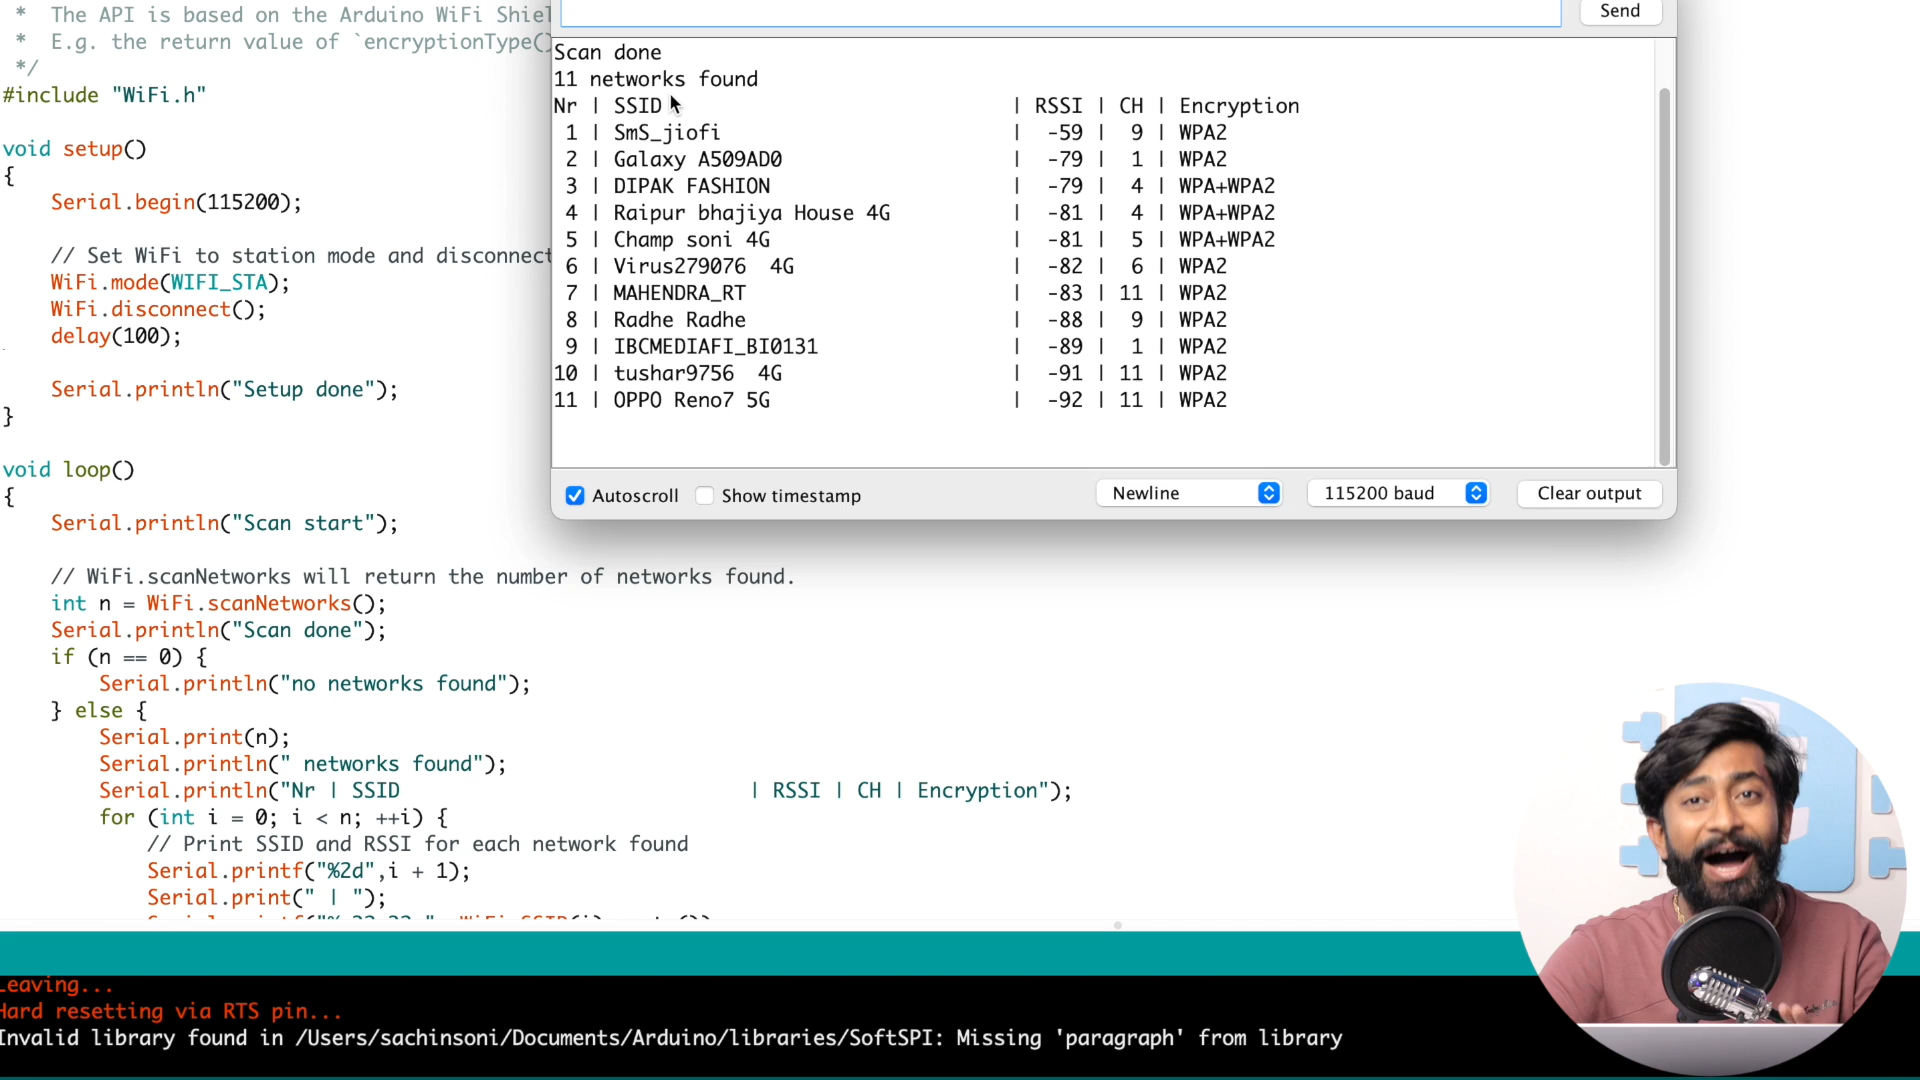 *  The API is based on the Arduino WiFi Shiel
*  E.g. the return value of `encryptionType()
*/
#include "WiFi.h"
void setup()
{
Serial.begin(115200);
// Set WiFi to station mode and disconnect
WiFi.mode(WIFI_STA);
WiFi.disconnect();
delay(100);
Serial.println("Setup done");
}
void loop()
{
Serial.println("Scan start");
// WiFi.scanNetworks will return the number of networks found.
int n = WiFi.scanNetworks();
Serial.println("Scan done");
if (n == 0) {
Serial.println("no networks found");
} else {
Serial.print(n);
Serial.println(" networks found");
Serial.println("Nr | SSID                             | RSSI | CH | Encryption");
for (int i = 0; i < n; ++i) {
// Print SSID and RSSI for each network found
Serial.printf("%2d",i + 1);
Serial.print(" | ");
Send
Scan done
11 networks found
Nr | SSID                             | RSSI | CH | Encryption
1 | SmS_jiofi                        |  -59 |  9 | WPA2
2 | Galaxy A509AD0                   |  -79 |  1 | WPA2
3 | DIPAK FASHION                    |  -79 |  4 | WPA+WPA2
4 | Raipur bhajiya House 4G          |  -81 |  4 | WPA+WPA2
5 | Champ soni 4G                    |  -81 |  5 | WPA+WPA2
6 | Virus279076  4G                  |  -82 |  6 | WPA2
7 | MAHENDRA_RT                      |  -83 | 11 | WPA2
8 | Radhe Radhe                      |  -88 |  9 | WPA2
9 | IBCMEDIAFI_BI0131                |  -89 |  1 | WPA2
10 | tushar9756  4G                   |  -91 | 11 | WPA2
11 | OPPO Reno7 5G                    |  -92 | 11 | WPA2
Autoscroll Show timestamp Newline 115200 baud Clear output
Leaving...
Hard resetting via RTS pin...
Invalid library found in /Users/sachinsoni/Documents/Arduino/libraries/SoftSPI: Missing 'paragraph' from library